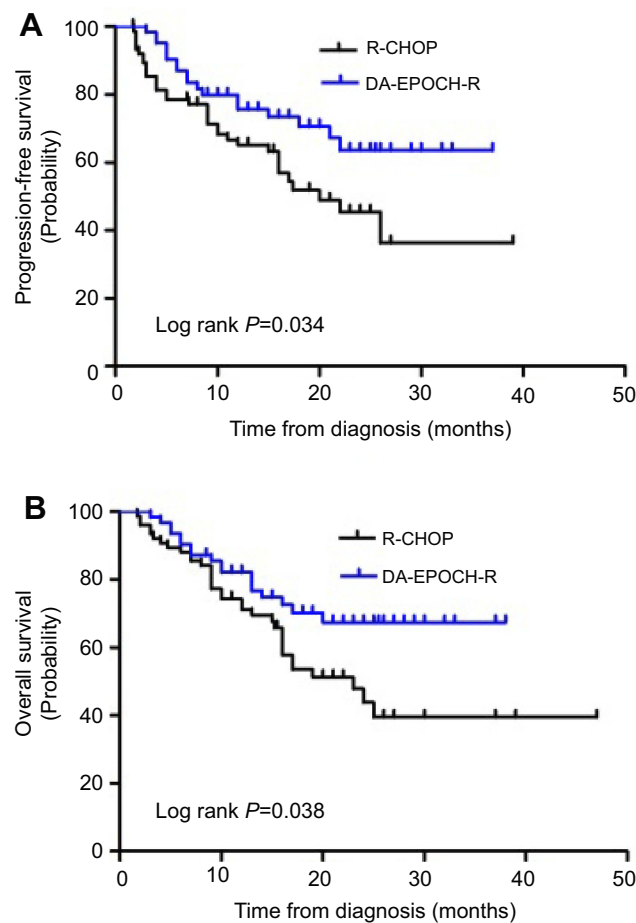 A
R-CHOP
DA-EPOCH-R
Progression-free survival
(Probability)
100
80
60
40
20
0
Log rank P=0.034
0 10 20 30 40 50
Time from diagnosis (months)
B
R-CHOP
DA-EPOCH-R
Overall survival
(Probability)
100
80
60
40
20
0
Log rank P=0.038
0 10 20 30 40 50
Time from diagnosis (months)